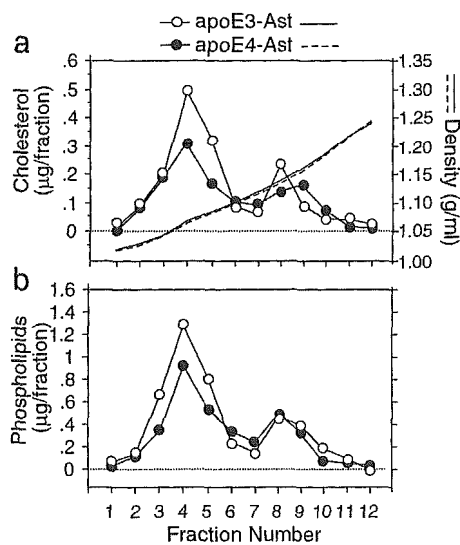 apoE3-Ast
apoE4-Ast
a
Cholesterol
(µg/fraction)
.6
.5
.4
.3
.2
.1
0
1.35
1.30
1.25
1.20
1.15
1.10
1.05
1.00
Density (g/ml)
b
Phospholipids
(µg/fraction)
1.6
1.4
1.2
1
.8
.6
.4
.2
0
1 2 3 4 5 6 7 8 9 10 11 12
Fraction Number